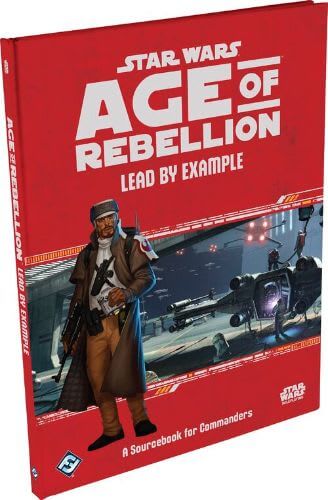 STAR WARS
AGE OF
REBELLION
LEAD BY EXAMPLE
A Sourcebook for Commanders
STAR
WARS
ROLEPLAYING
AGE OF REBELLION LEAD BY EXAMPLE